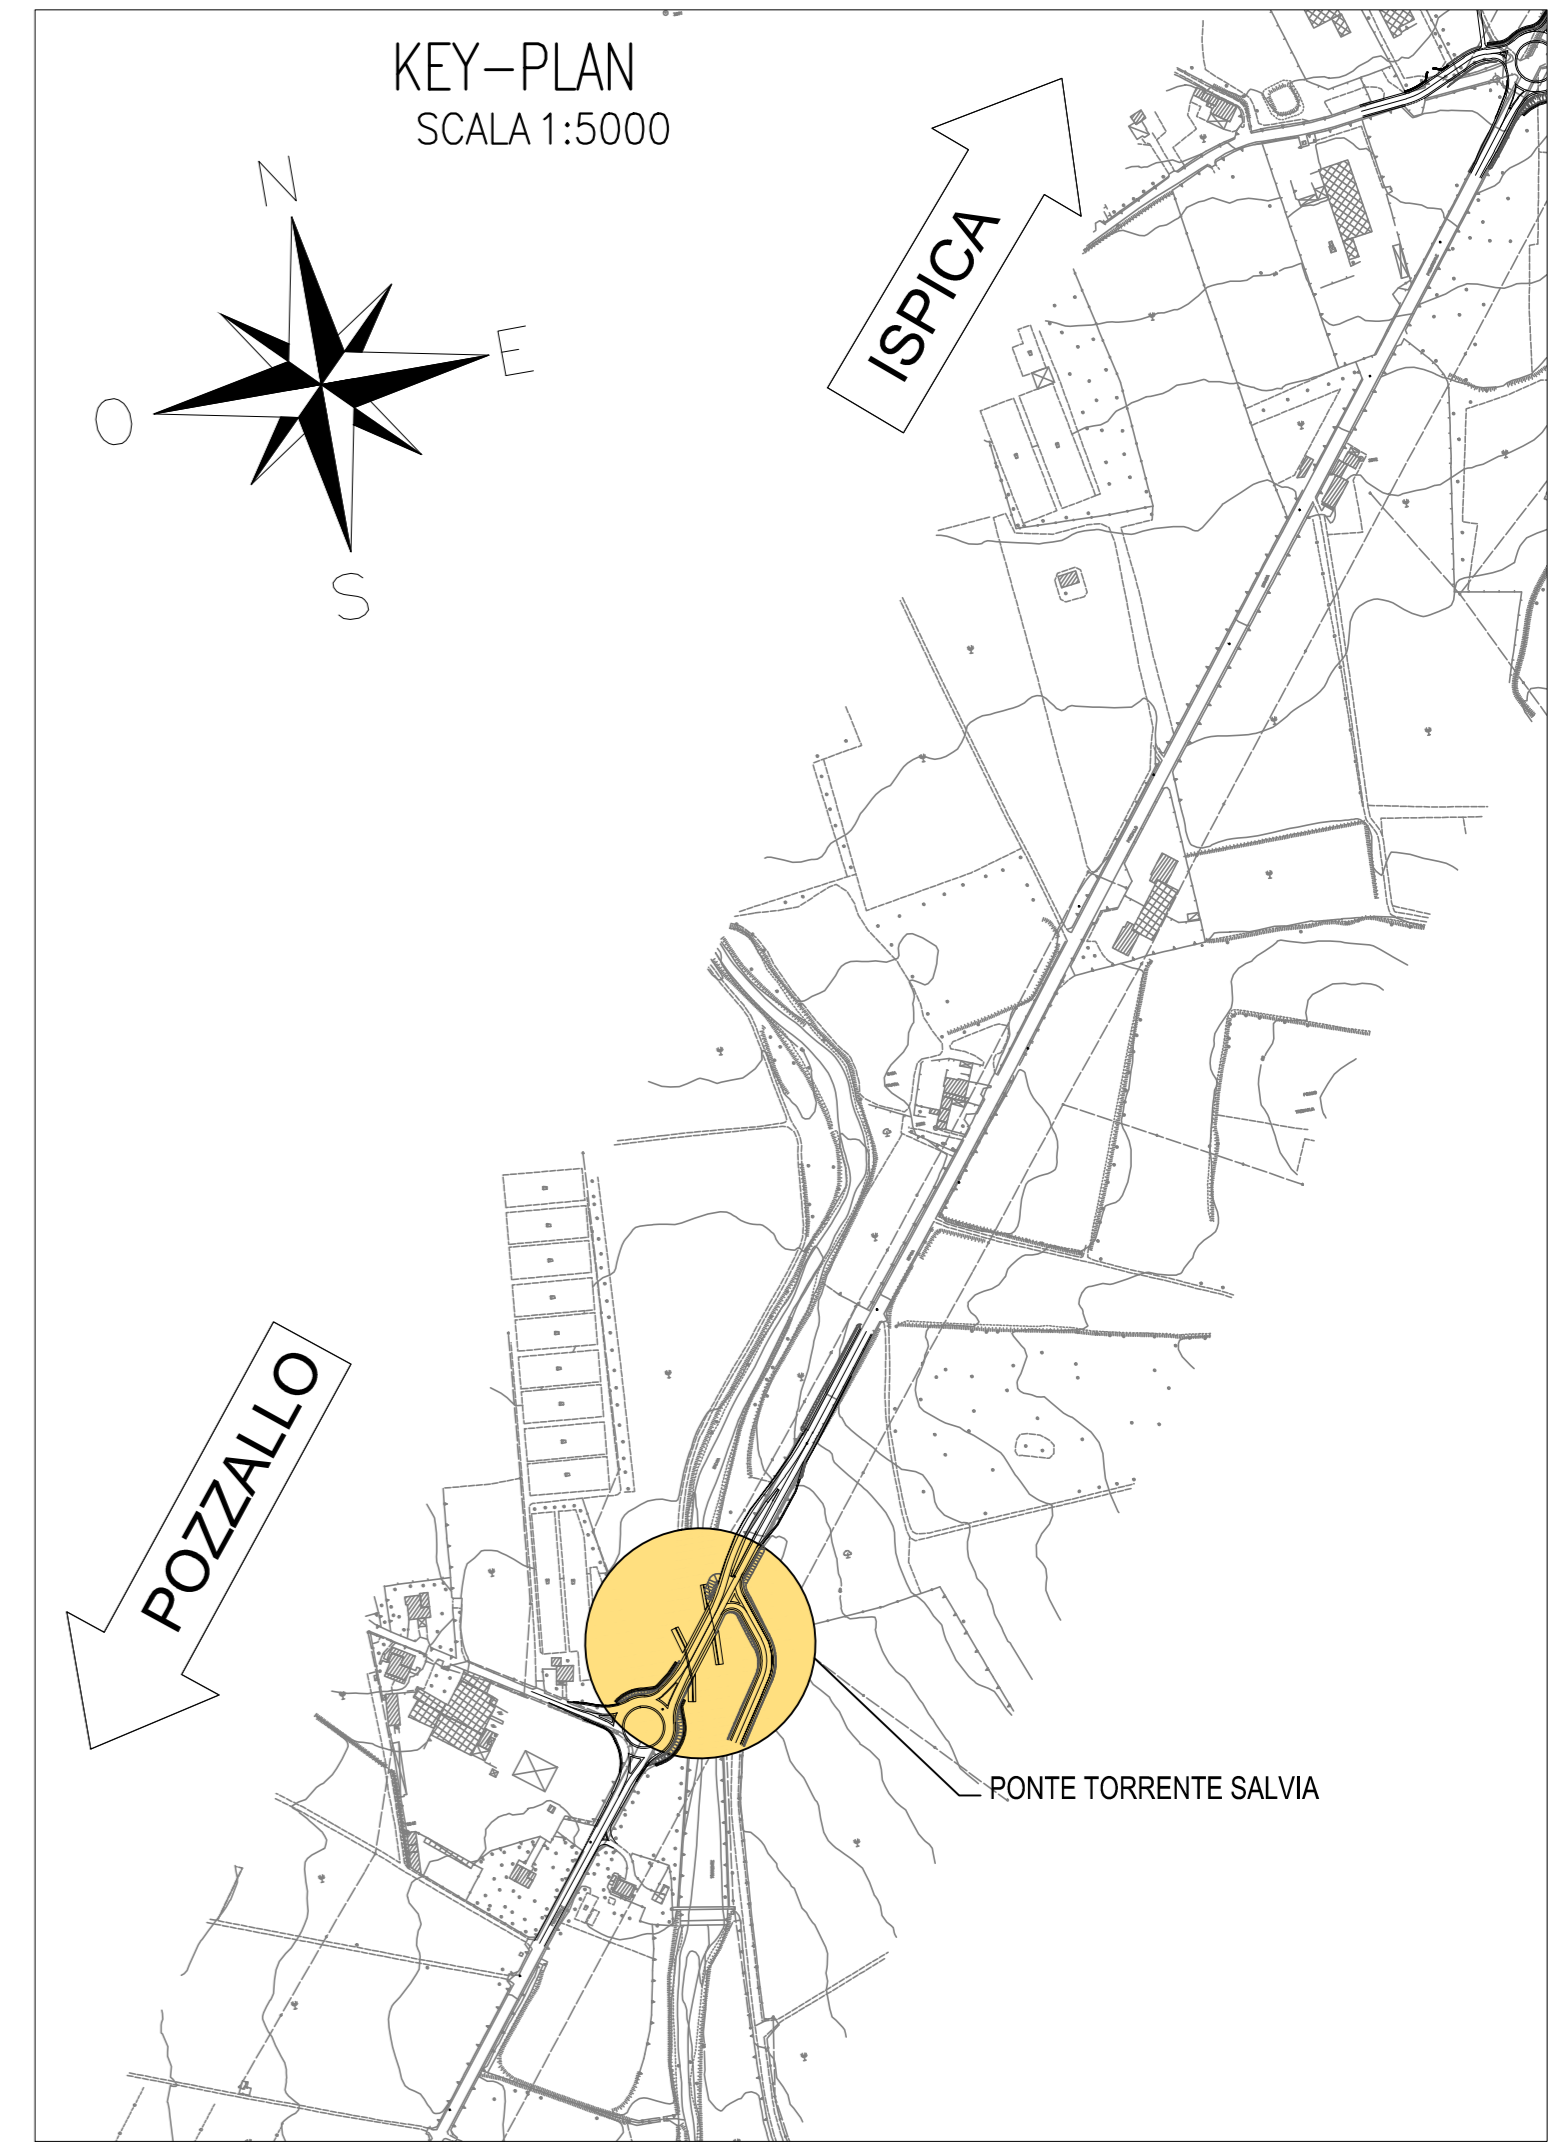 KEY-PLAN
SCALA 1:5000
N
E
O
S
ISPICA
POZZALLO
PONTE TORRENTE SALVIA